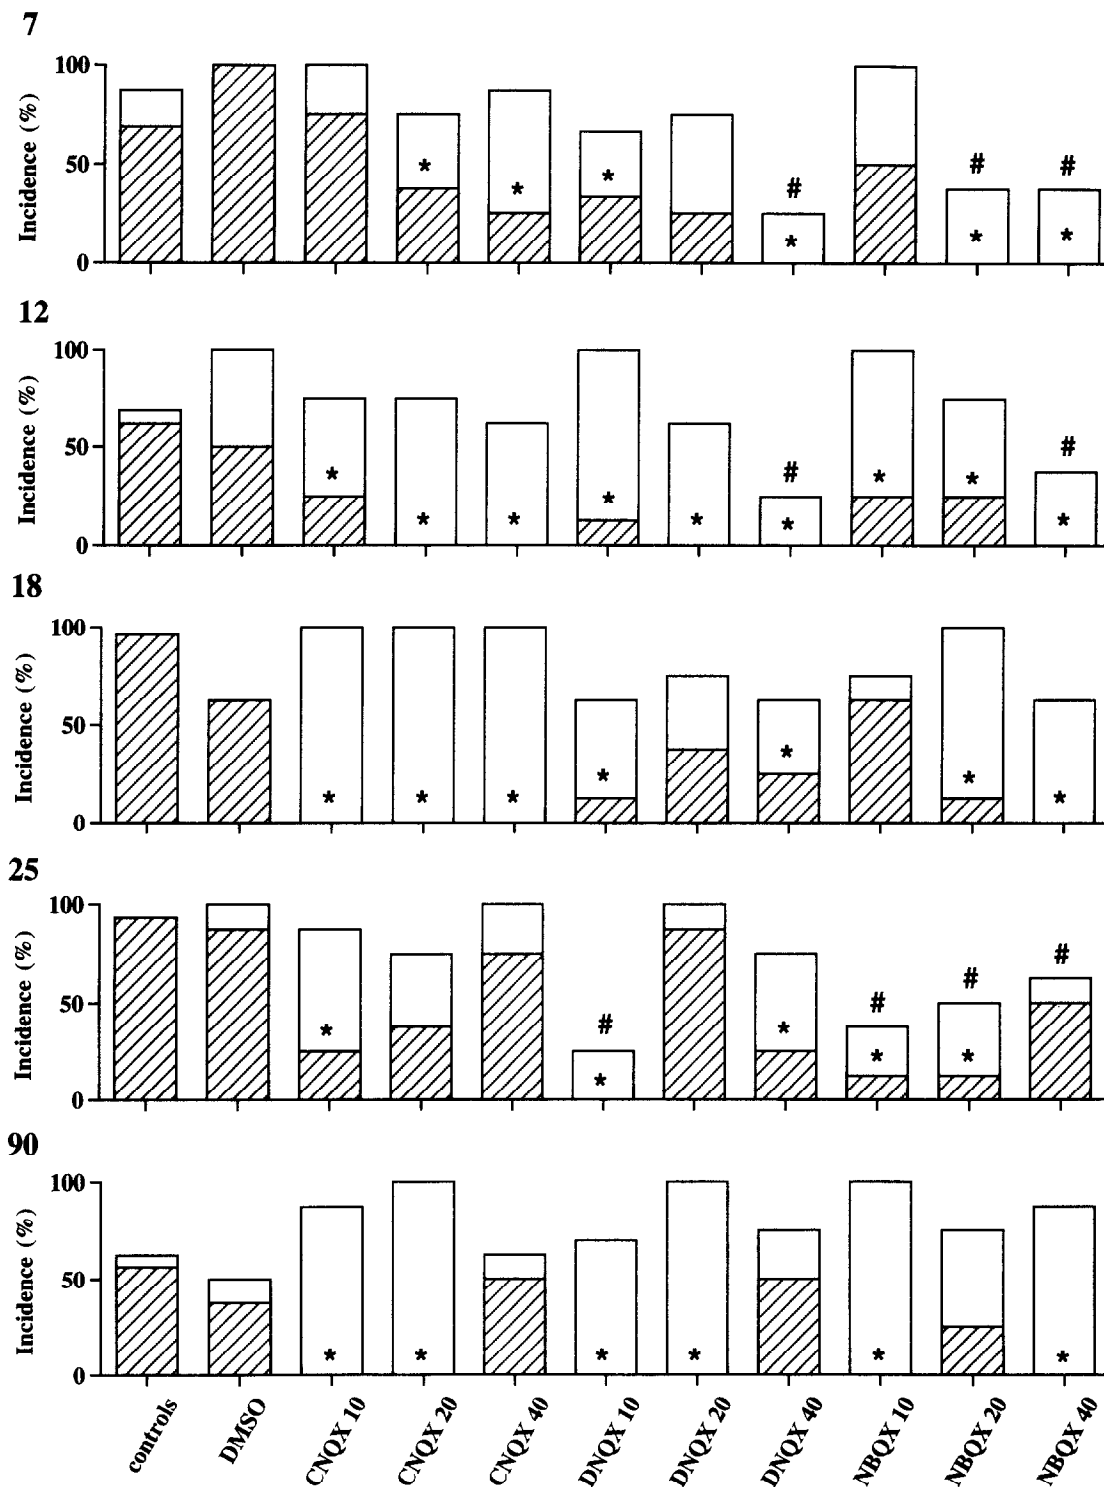 7
Incidence (%)
100
50
0
* * * # * # * # *
12
Incidence (%)
100
50
0
* * * * * # * * * # *
18
Incidence (%)
100
50
0
* * * * * * *
25
Incidence (%)
100
50
0
* # * * # * # * #
90
Incidence (%)
100
50
0
* * * * * *
controls
DMSO
CNQX 10
CNQX 20
CNQX 40
DNQX 10
DNQX 20
DNQX 40
NBQX 10
NBQX 20
NBQX 40